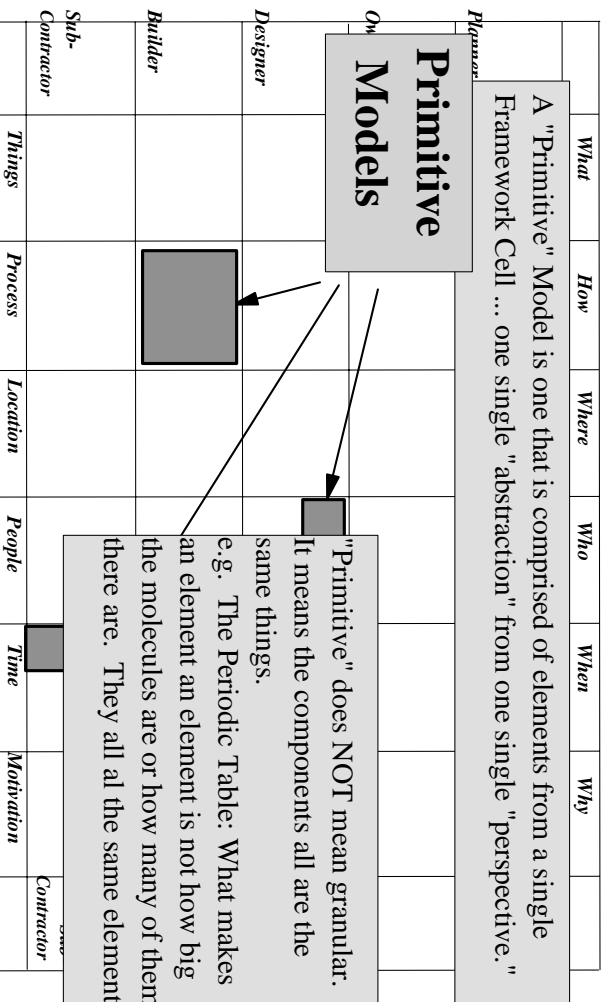 What How Where Who When Why
A "Primitive" Model is one that is comprised of elements from a single
Framework Cell ... one single "abstraction" from one single "perspective."
Planner
Primitive
Models
"Primitive" does NOT mean granular.
It means the components all are the
same things.
e.g. The Periodic Table: What makes
an element an element is not how big
the molecules are or how many of them
there are. They all al the same element
Designer
Builder
Sub-
Contractor
Contractor
Things Process Location People Time Motivation